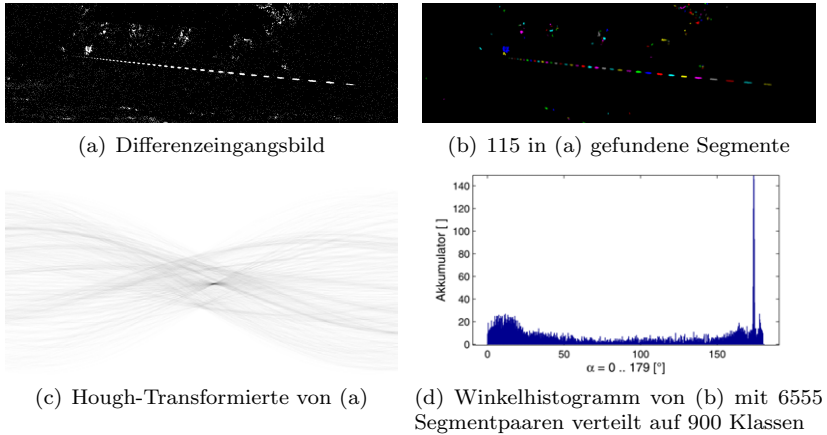 (a) Differenzeingangsbild
(b) 115 in (a) gefundene Segmente
140
120
100
80
60
40
20
0
Akkumulator [ ]
0 50 100 150
α = 0 .. 179 [°]
(c) Hough-Transformierte von (a)
(d) Winkelhistogramm von (b) mit 6555
Segmentpaaren verteilt auf 900 Klassen